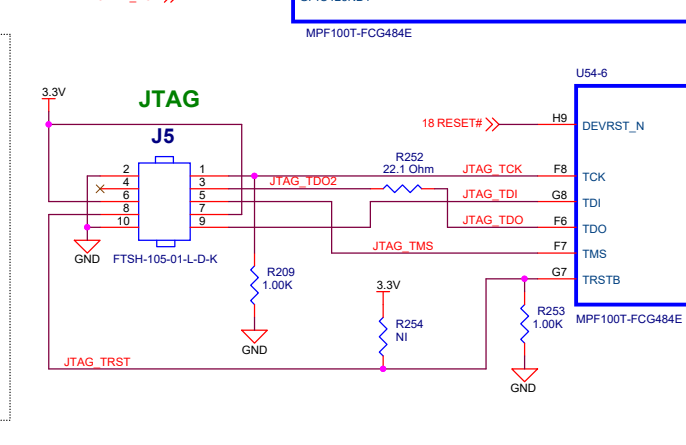 MPF100T-FCG484E
U54-6
3.3V
JTAG
J5
18 RESET#
H9
DEVRST_N
R252
22.1 Ohm
JTAG_TCK
F8
TCK
2
1
4
3
JTAG_TDO2
JTAG_TDI
G8
TDI
6
5
8
7
JTAG_TDO
F6
TDO
10
9
JTAG_TMS
F7
TMS
GND
FTSH-105-01-L-D-K
G7
TRSTB
R209
1.00K
3.3V
R253
1.00K
MPF100T-FCG484E
R254
NI
GND
JTAG_TRST
GND